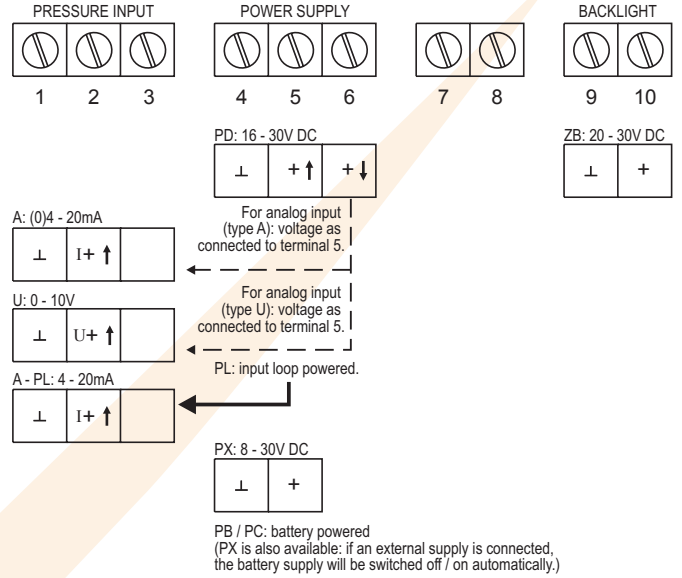 PRESSURE INPUT POWER SUPPLY BACKLIGHT
1 2 3 4 5 6 7 8 9 10
PD: 16 - 30V DC ZB: 20 - 30V DC
⊥ + ↑ + ↓ ⊥ +
A: (0)4 - 20mA
⊥ I+ ↑
For analog input
(type A): voltage as
connected to terminal 5.
U: 0 - 10V
⊥ U+ ↑
For analog input
(type U): voltage as
connected to terminal 5.
A - PL: 4 - 20mA
⊥ I+ ↑
PL: input loop powered.
PX: 8 - 30V DC
⊥ +
PB / PC: battery powered
(PX is also available: if an external supply is connected,
the battery supply will be switched off / on automatically.)